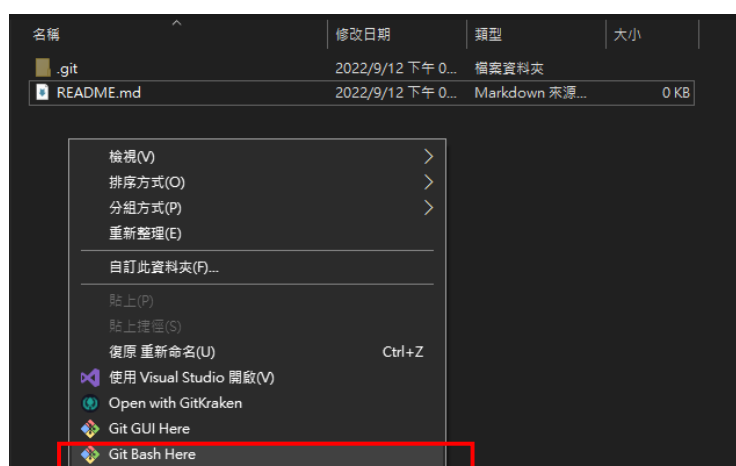 名稱 修改日期 類型 大小
.git 2022/9/12 下午 0... 檔案資料夾
README.md 2022/9/12 下午 0... Markdown 來源... 0 KB
檢視(V)
排序方式(O)
分組方式(P)
重新整理(E)
自訂此資料夾(F)...
貼上(P)
貼上捷徑(S)
復原 重新命名(U) Ctrl+Z
使用 Visual Studio 開啟(V)
Open with GitKraken
Git GUI Here
Git Bash Here